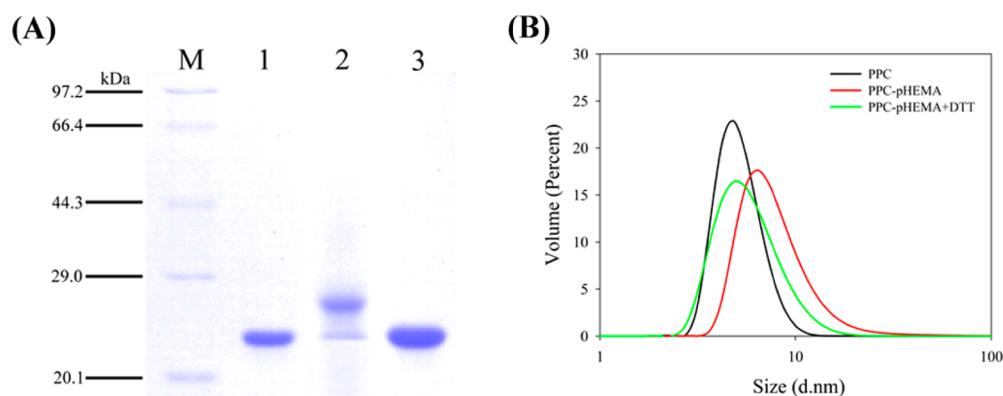 (A)
M 1 2 3
kDa
97.2
66.4
44.3
29.0
20.1
(B)
Volume (Percent)
30
25
20
15
10
5
0
1 10 100
Size (d.nm)
PPC
PPC-pHEMA
PPC-pHEMA+DTT